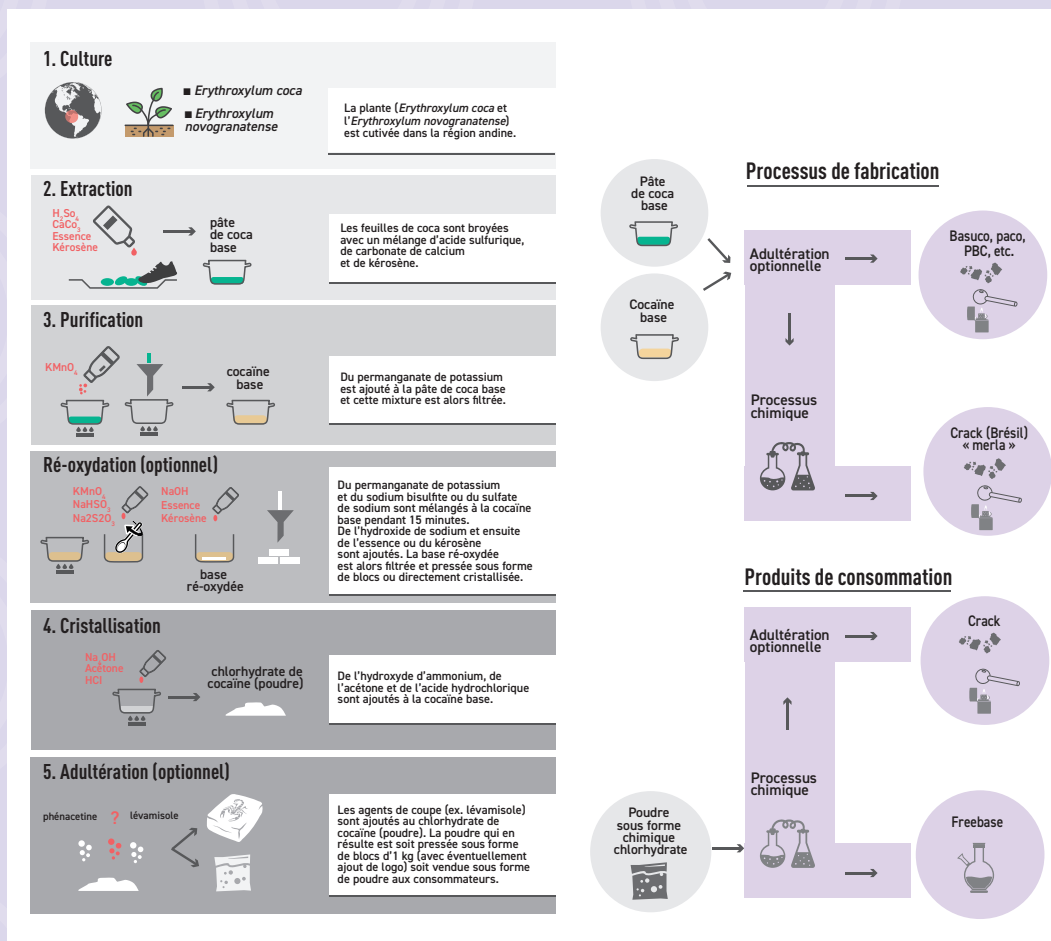 1. Culture
■ Erythroxylum coca
■ Erythroxylum
novogranatense
La plante (Erythroxylum coca et
l'Erythroxylum novogranatense)
est cutivée dans la région andine.
2. Extraction
H2So4
CaCo3
Essence
Kérosène
pâte
de coca
base
Les feuilles de coca sont broyées
avec un mélange d'acide sulfurique,
de carbonate de calcium
et de kérosène.
3. Purification
KMnO4
cocaïne
base
Du permanganate de potassium
est ajouté à la pâte de coca base
et cette mixture est alors filtrée.
Ré-oxydation (optionnel)
KMnO4
NaHSO3
Na2S2O3
NaOH
Essence
Kérosène
base
ré-oxydée
Du permanganate de potassium
et du sodium bisulfite ou du sulfate
de sodium sont mélangés à la cocaïne
base pendant 15 minutes.
De l'hydroxide de sodium et ensuite
de l'essence ou du kérosène
sont ajoutés. La base ré-oxydée
est alors filtrée et pressée sous forme
de blocs ou directement cristallisée.
4. Cristallisation
Na4OH
Acétone
HCl
chlorhydrate de
cocaïne (poudre)
De l'hydroxyde d'ammonium, de
l'acétone et de l'acide hydrochlorique
sont ajoutés à la cocaïne base.
5. Adultération (optionnel)
phénacetine ? lévamisole
Les agents de coupe (ex. lévamisole)
sont ajoutés au chlorhydrate de
cocaïne (poudre). La poudre qui en
résulte est soit pressée sous forme
de blocs d'1 kg (avec éventuellement
ajout de logo) soit vendue sous forme
de poudre aux consommateurs.
Processus de fabrication
Pâte
de coca
base
Cocaïne
base
Adultération
optionnelle
Basuco, paco,
PBC, etc.
Processus
chimique
Crack (Brésil)
« merla »
Produits de consommation
Adultération
optionnelle
Crack
Processus
chimique
Poudre
sous forme
chimique
chlorhydrate
Freebase